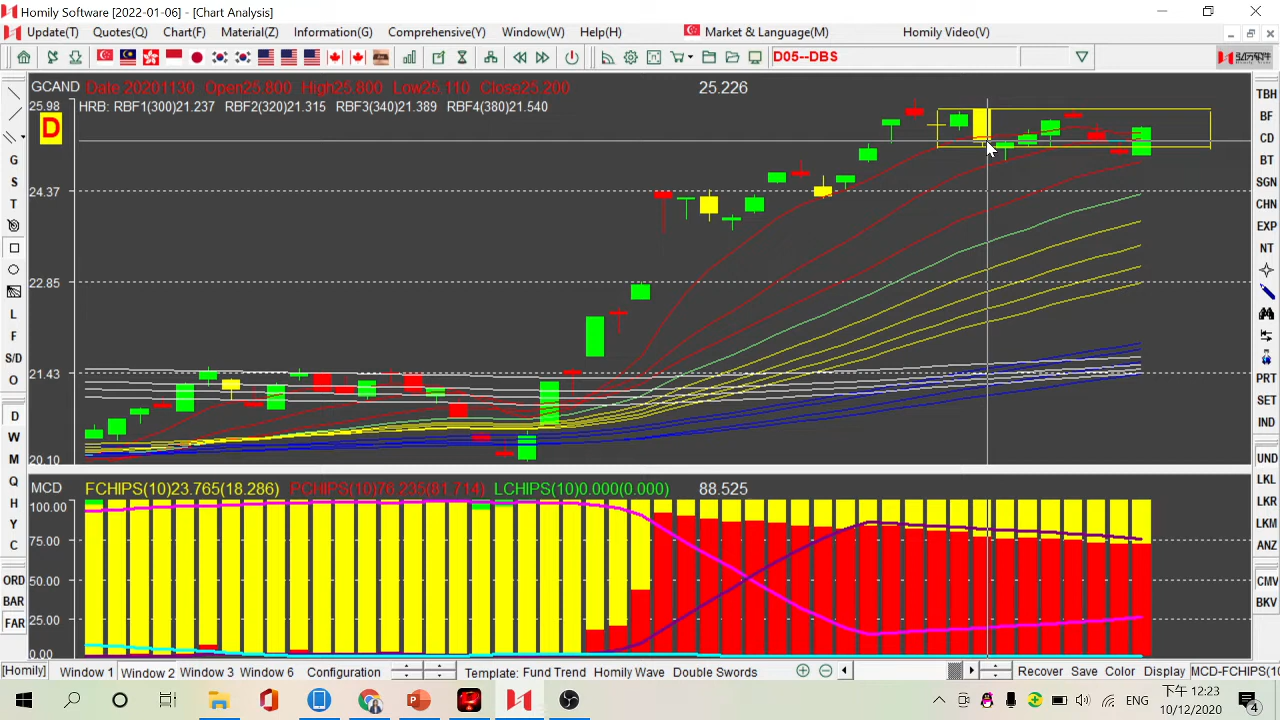 Homily Software [2022-01-06] - [Chart Analysis]
Update(T) Quotes(Q) Chart(F) Material(Z) Information(G) Comprehensive(Y) Window(W) Help(H) Market & Language(M) Homily Video(V)
D05--DBS
GCAND Date 20201130 Open25.800 High25.800 Low25.110 Close25.200 25.226
HRB: RBF1(300)21.237 RBF2(320)21.315 RBF3(340)21.389 RBF4(380)21.540
25.98
D
24.37
22.85
21.43
20.10
MCD FCHIPS(10)23.765(18.286) PCHIPS(10)76.235(81.714) LCHIPS(10)0.000(0.000) 88.525
100.00
75.00
50.00
25.00
0.00
G
S
T
L
F
S/D
O
D
W
M
Q
H
Y
C
ORD
BAR
FAR
TBH
BF
CD
BT
SGN
CHN
EXP
NT
PRT
SET
IND
UND
LKL
LKR
LKM
ANZ
CMV
BKV
[Homily] Window 1 Window 2 Window 3 Window 6 Configuration Template: Fund Trend Homily Wave Double Swords Recover Save Color Display MCD-FCHIPS(10
ENG 下午 12:23
10/12/2020 4